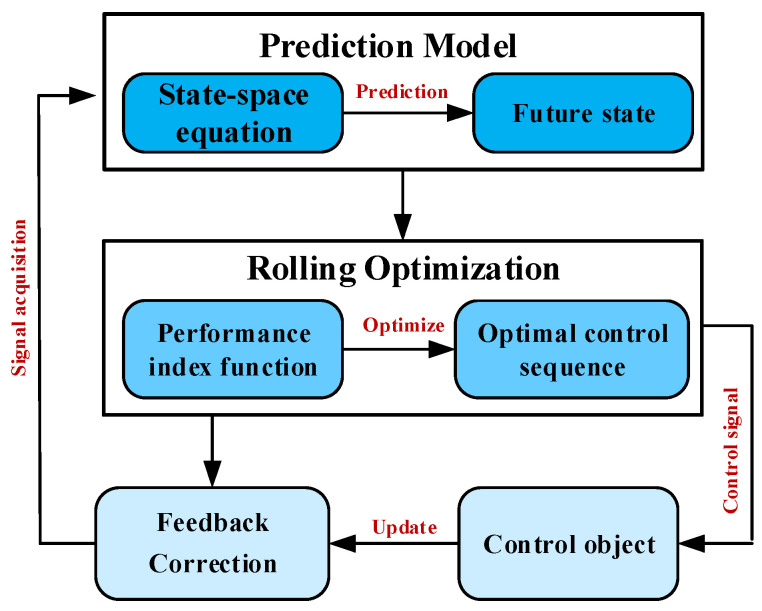 Prediction Model
State-space
equation
Prediction
Future state
Signal acquisition
Rolling Optimization
Performance
index function
Optimize
Optimal control
sequence
Control signal
Feedback
Correction
Update
Control object